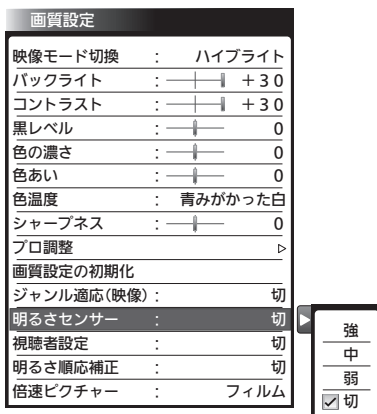 画質設定
映像モード切換 : ハイブライト
バックライト : +30
コントラスト : +30
黒レベル : 0
色の濃さ : 0
色あい : 0
色温度 : 青みがかった白
シャープネス : 0
プロ調整
画質設定の初期化
ジャンル適応(映像) : 切
明るさセンサー : 切
視聴者設定 : 切
明るさ順応補正 : 切
倍速ピクチャー : フィルム
強
中
弱
切